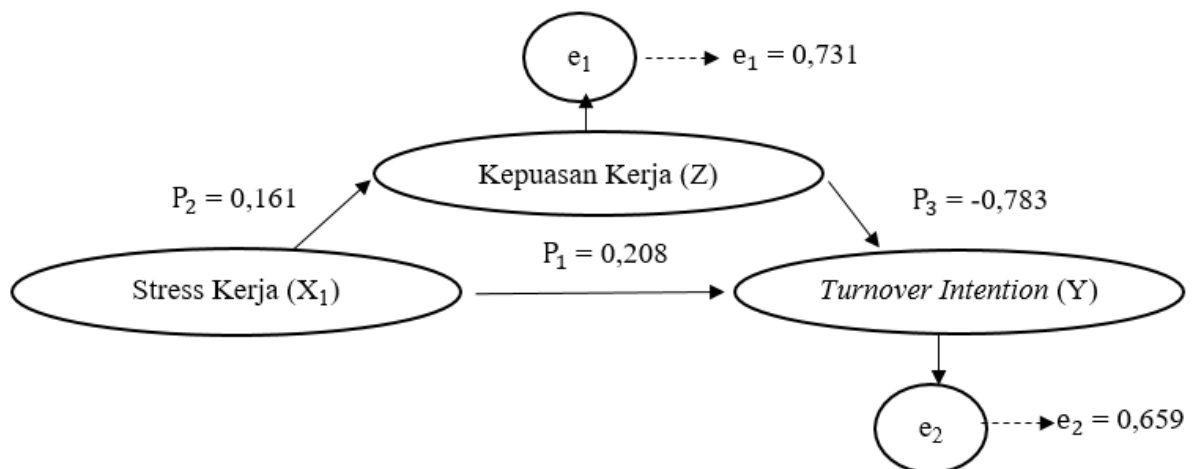 e₁
e₁ = 0,731
Kepuasan Kerja (Z)
P₂ = 0,161
P₃ = -0,783
P₁ = 0,208
Stress Kerja (X₁)
Turnover Intention (Y)
e₂
e₂ = 0,659